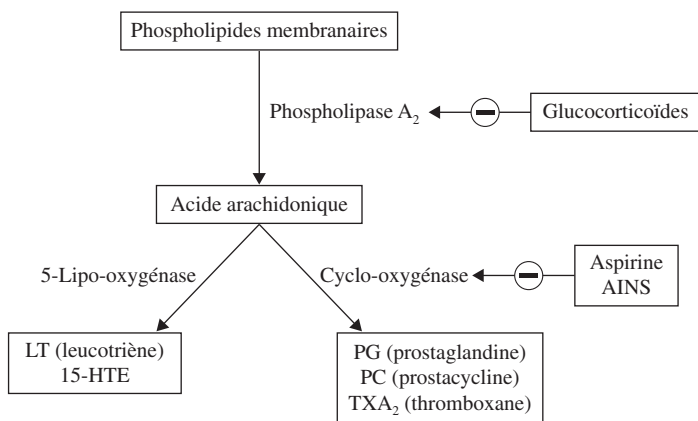 Phospholipides membranaires
Phospholipase A₂
Glucocorticoïdes
Acide arachidonique
5-Lipo-oxygénase
Cyclo-oxygénase
Aspirine
AINS
LT (leucotriène)
15-HTE
PG (prostaglandine)
PC (prostacycline)
TXA₂ (thromboxane)